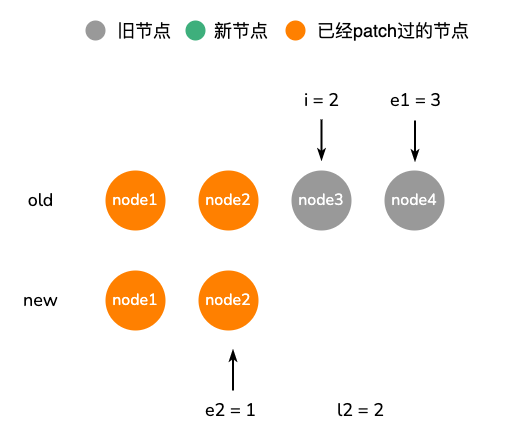 旧节点 新节点 已经patch过的节点
i = 2 e1 = 3
old node1 node2 node3 node4
new node1 node2
e2 = 1 l2 = 2